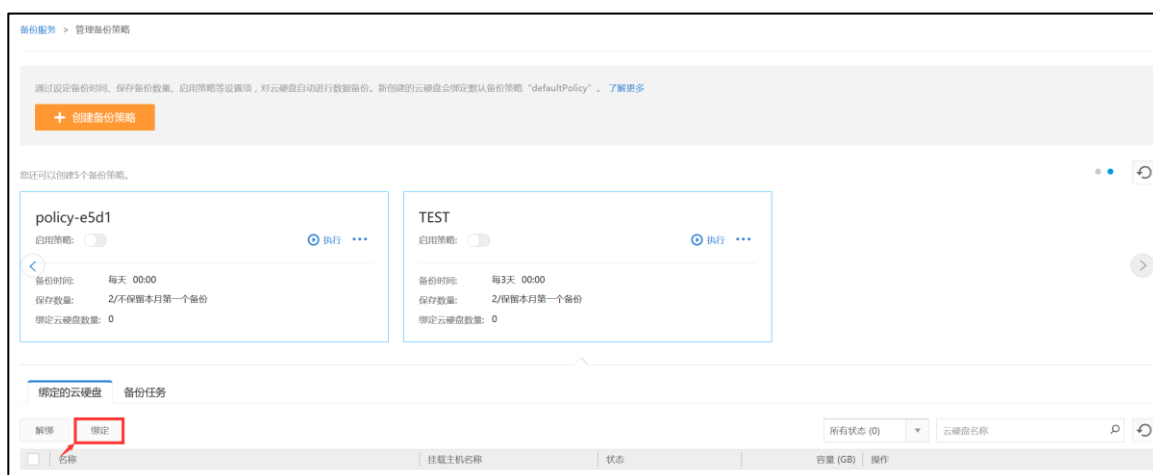 备份服务 > 管理备份策略
通过设定备份时间、保存备份数量、启用策略等设置项，对云硬盘自动进行数据备份。新创建的云硬盘会绑定默认备份策略 "defaultPolicy" 。 了解更多
+ 创建备份策略
您还可以创建5个备份策略。
policy-e5d1
启用策略: 执行 •••
备份时间: 每天 00:00
保存数量: 2/不保留本月第一个备份
绑定云硬盘数量: 0
TEST
启用策略: 执行 •••
备份时间: 每3天 00:00
保存数量: 2/保留本月第一个备份
绑定云硬盘数量: 0
绑定的云硬盘 备份任务
解绑 绑定 所有状态 (0) 云硬盘名称
名称 挂载主机名称 状态 容量 (GB) 操作